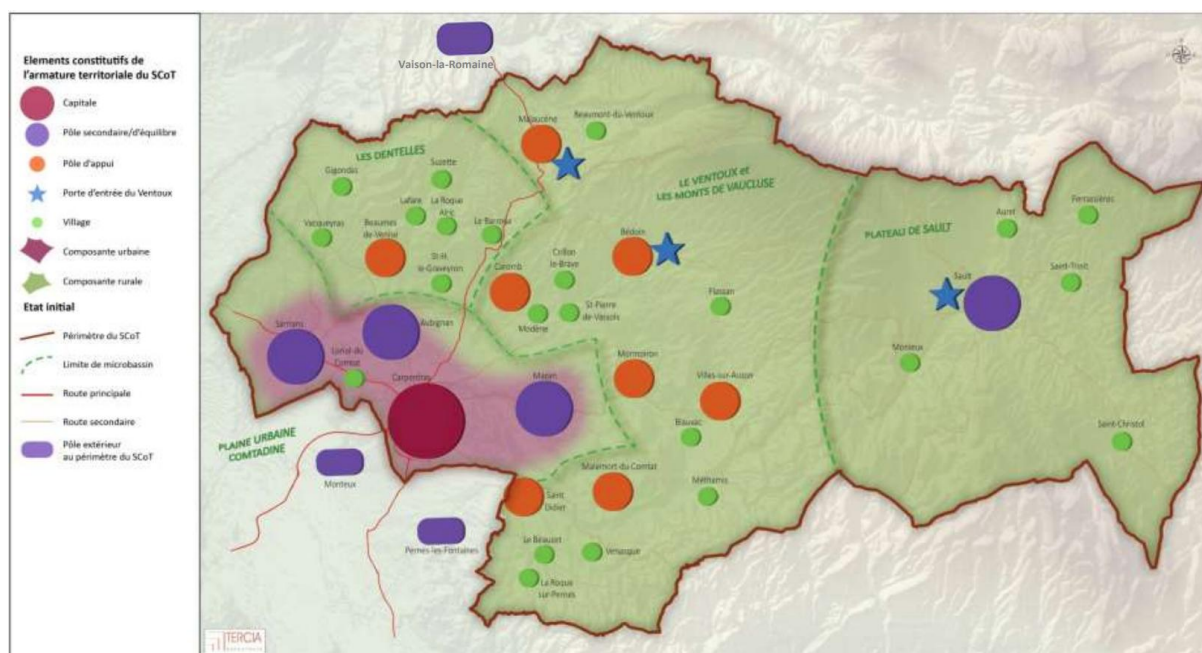 Elements constitutifs de
l'armature territoriale du SCoT
Capitale
Pôle secondaire/d'équilibre
Pôle d'appui
Porte d'entrée du Ventoux
Village
Composante urbaine
Composante rurale
Etat initial
Périmètre du SCoT
Limite de microbassin
Route principale
Route secondaire
Pôle extérieur
au périmètre du SCoT
Vaison-la-Romaine
Malaucène
Beaumont-du-Ventoux
LES DENTELLES
Gigondas
Suzette
Lafare
La Roque
Alric
Le Barroux
Vacqueyras
Beaumes
de-Venise
St-H.
le-Graveyron
LE VENTOUX et
LES MONTS DE VAUCLUSE
Bédoin
Caromb
Crillon
le-Brave
Modène
St-Pierre
de-Vassols
Flassan
PLATEAU DE SAULT
Aurel
Ferrassières
Saint-Trinit
Sault
Monieux
Saint-Christol
Sarrians
Aubignan
Loriol-du
Comtat
Carpentras
Mazan
Mormoiron
Villes-sur-Auzon
Blauvac
Malemort-du-Comtat
Méthamis
Saint
Didier
Le Beaucet
Venasque
La Roque
sur-Pernes
PLAINE URBAINE
COMTADINE
Monteux
Pernes-les-Fontaines
TERCIA